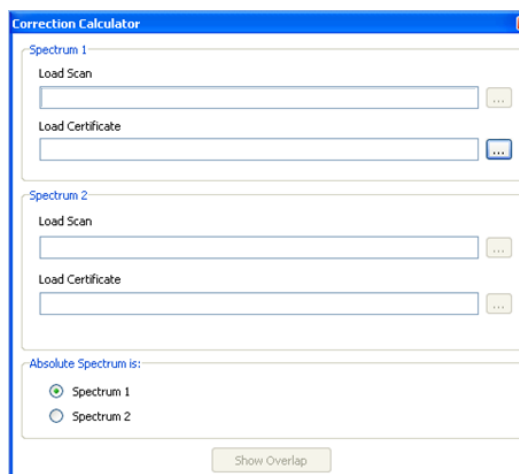 Correction Calculator
Spectrum 1
Load Scan
...
Load Certificate
...
Spectrum 2
Load Scan
...
Load Certificate
...
Absolute Spectrum is:
Spectrum 1
Spectrum 2
Show Overlap